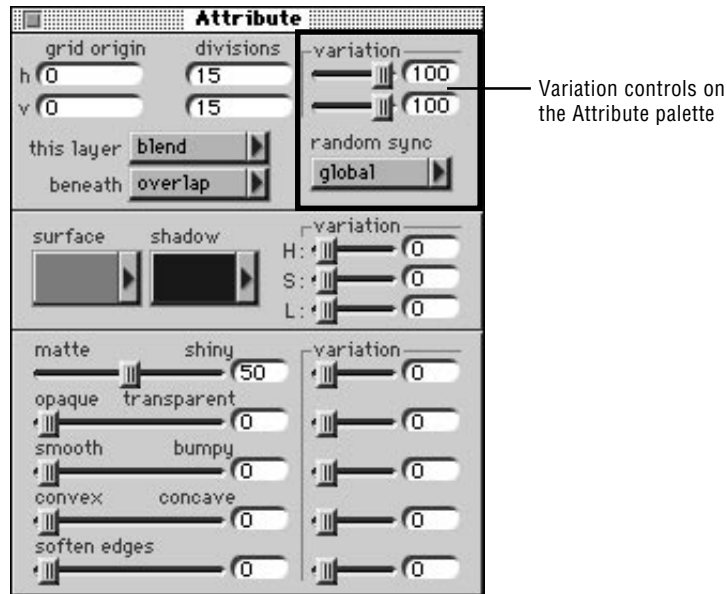 Attribute
grid origin divisions variation
h 0 15 100
v 0 15 100
Variation controls on
the Attribute palette
this layer blend random sync
beneath overlap global
surface shadow variation
H: 0
S: 0
L: 0
matte shiny variation
50 0
opaque transparent
0 0
smooth bumpy
0 0
convex concave
0 0
soften edges
0 0